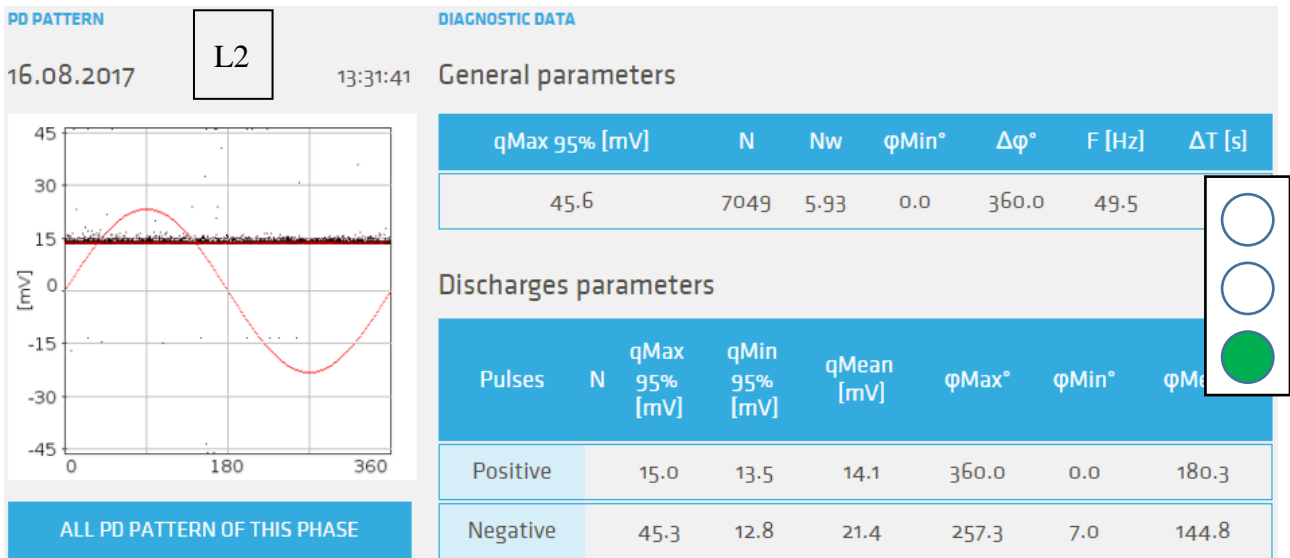 PD PATTERN
16.08.2017
L2
13:31:41
45
30
15
0
-15
-30
-45
[mV]
0 180 360
ALL PD PATTERN OF THIS PHASE
DIAGNOSTIC DATA
General parameters
qMax 95% [mV] N Nw φMin° Δφ° F [Hz] ΔT [s]
45.6 7049 5.93 0.0 360.0 49.5
Discharges parameters
Pulses N qMax 95% [mV] qMin 95% [mV] qMean [mV] φMax° φMin°
Positive 15.0 13.5 14.1 360.0 0.0 180.3
Negative 45.3 12.8 21.4 257.3 7.0 144.8